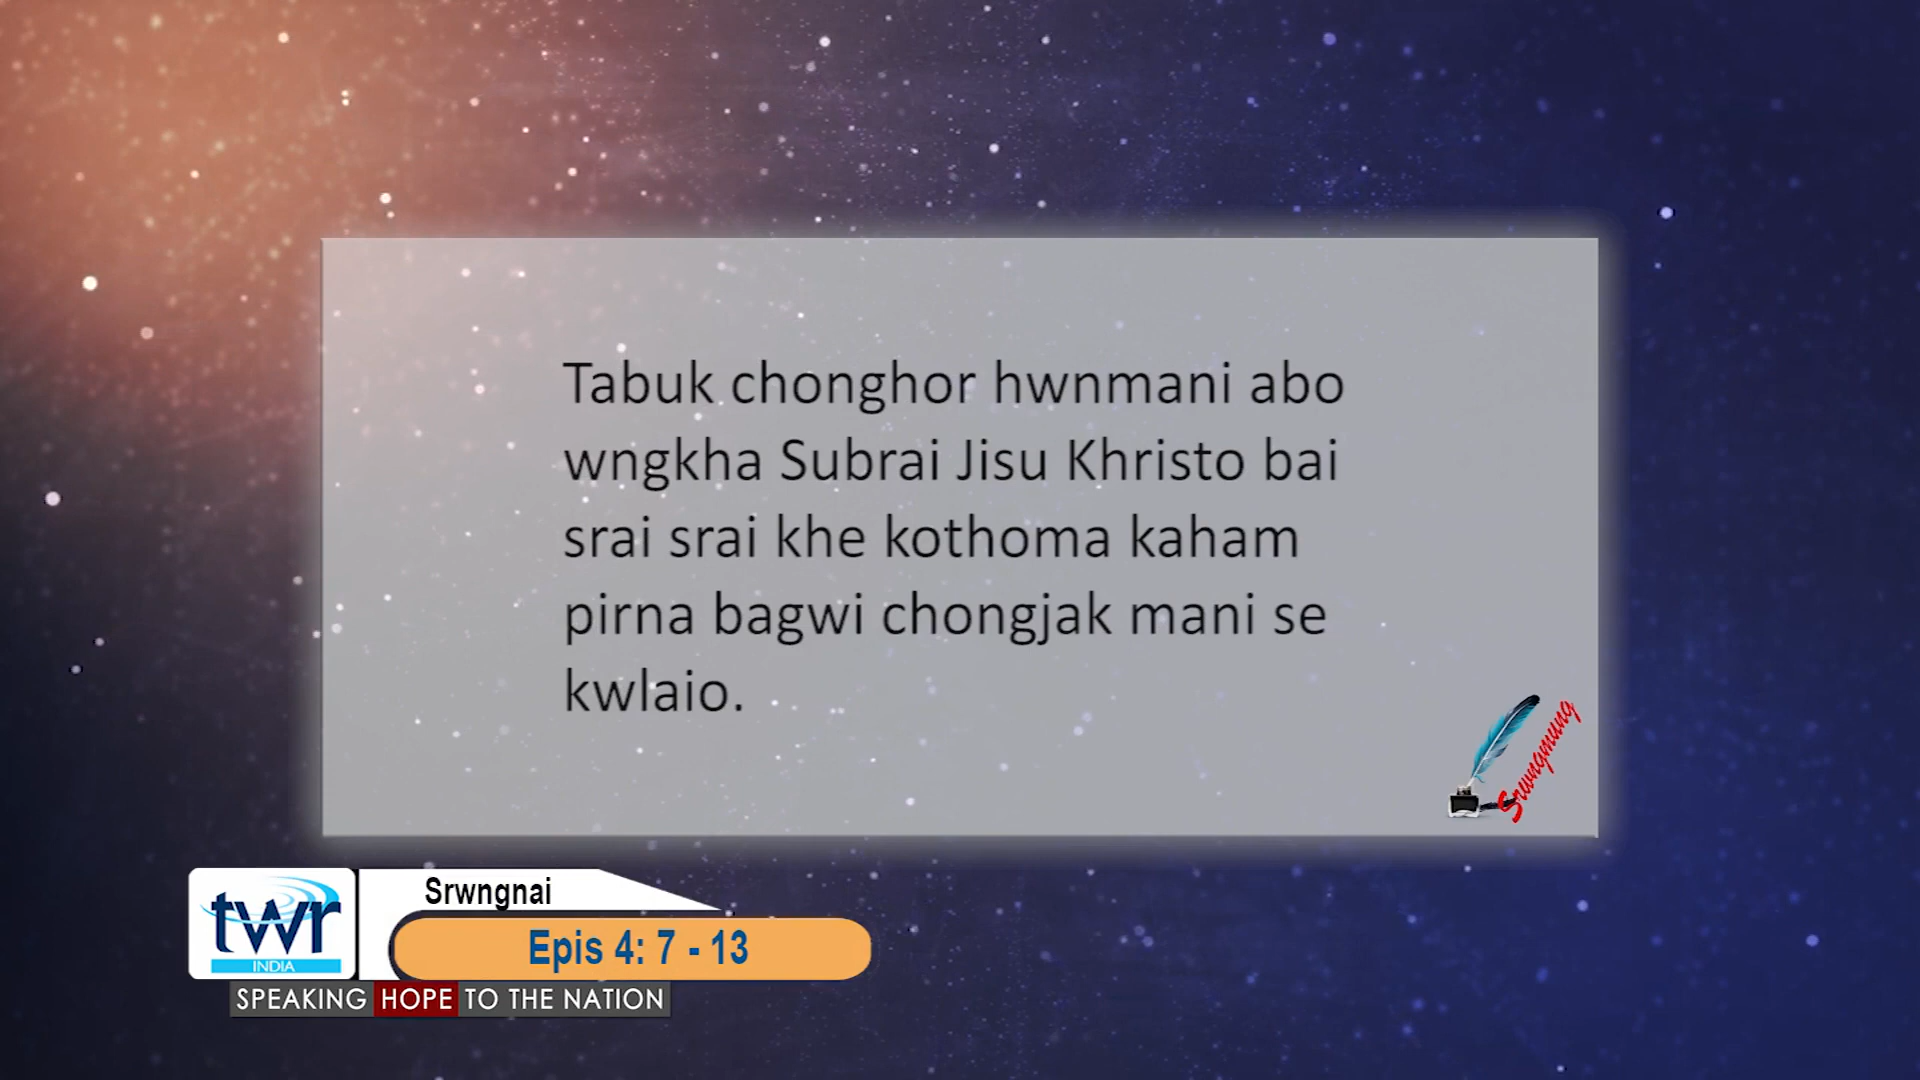 Tabuk chonghor hwnmani abo
wngkha Subrai Jisu Khristo bai
srai srai khe kothoma kaham
pirna bagwi chongjak mani se
kwlaio.
Srwngmung
twr
INDIA
Srwngnai
Epis 4: 7 - 13
SPEAKING HOPE TO THE NATION